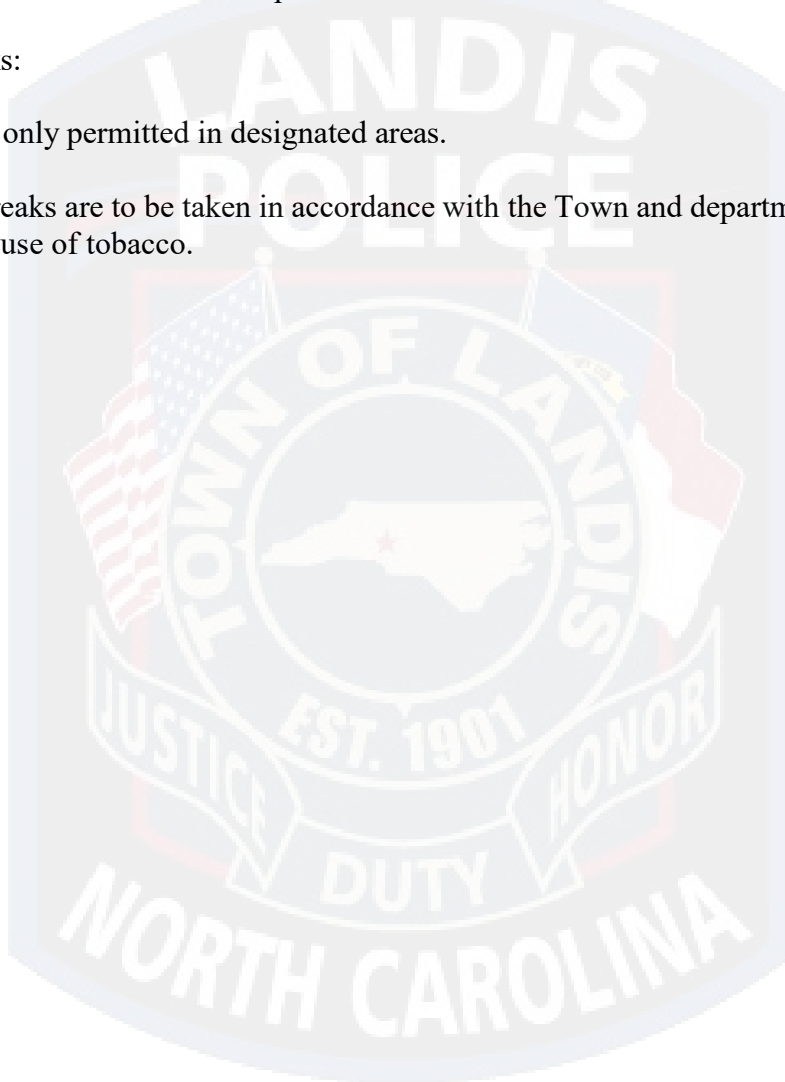 s:
only permitted in designated areas.
eaks are to be taken in accordance with the Town and departm
use of tobacco.
LANDIS
POLICE
TOWN OF LANDIS
EST. 1901
JUSTICE
DUTY
HONOR
NORTH CAROLINA